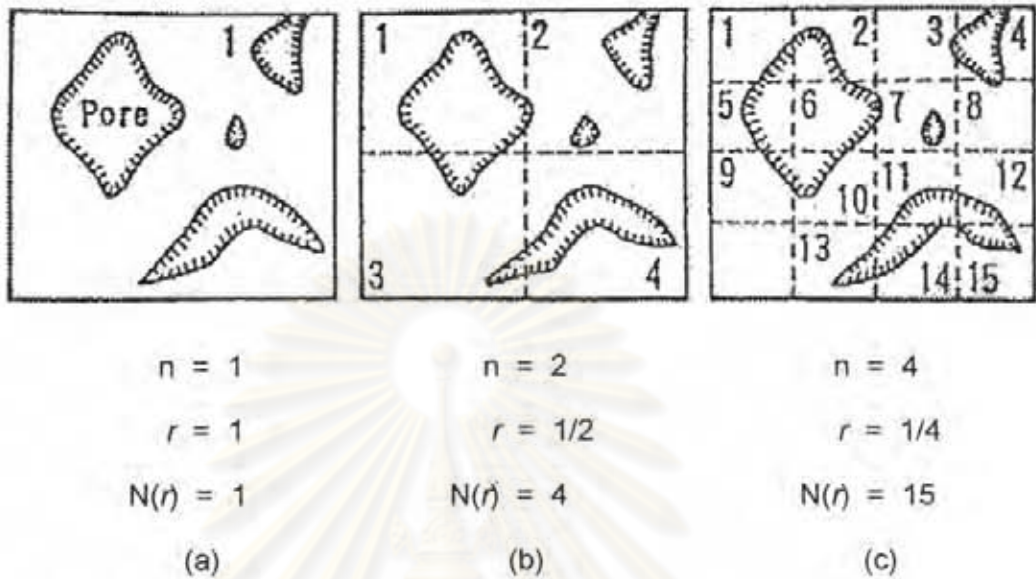 1
Pore
1
2
3
4
1
2
3
4
5
6
7
8
9
10
11
12
13
14
15
n = 1
n = 2
n = 4
r = 1
r = 1/2
r = 1/4
N(r) = 1
N(r) = 4
N(r) = 15
(a)
(b)
(c)